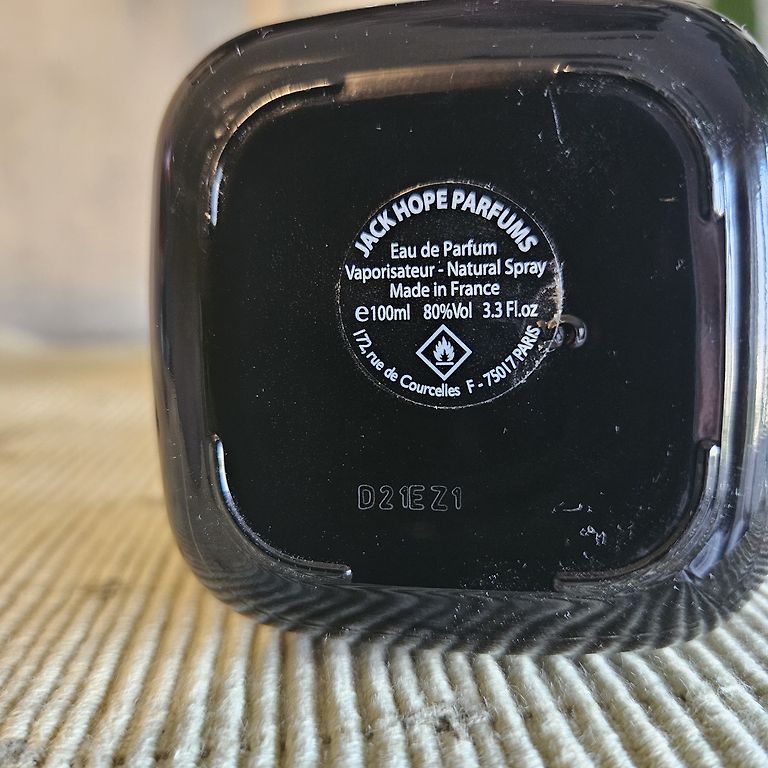 JACK HOPE PARFUMS
Eau de Parfum
Vaporisateur - Natural Spray
Made in France
℮100ml 80%Vol 3.3 Fl.oz
172, rue de Courcelles F - 75017 PARIS
D21EZ1